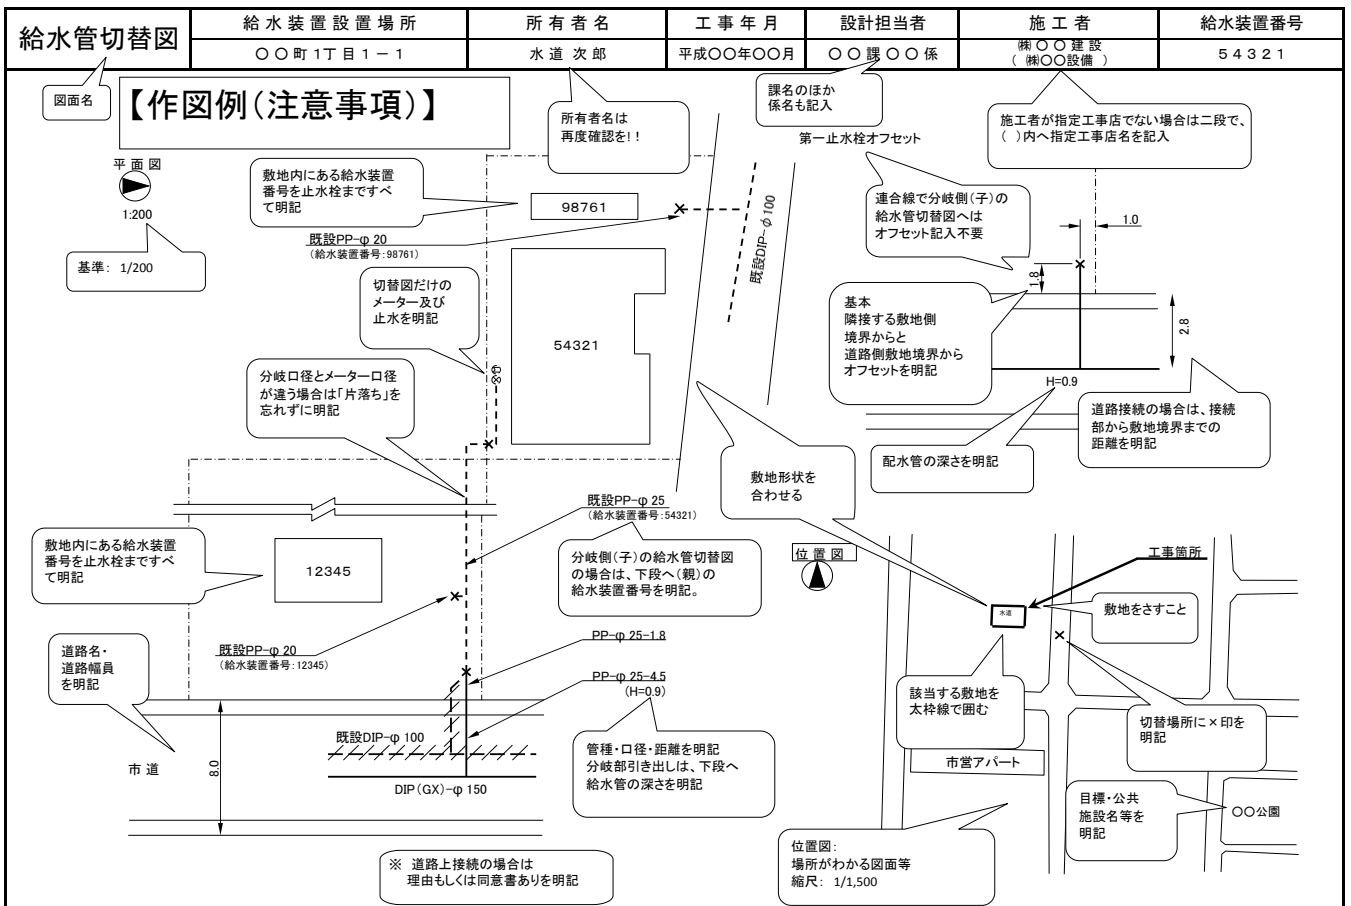 給水管切替図
給水装置設置場所
所有者名
工事年月
設計担当者
施工者
給水装置番号
〇〇町1丁目1－1
水道 次郎
平成〇〇年〇〇月
〇〇課〇〇係
㈱〇〇建設
（ ㈱〇〇設備 ）
54321
図面名
【作図例(注意事項)】
所有者名は
再度確認を!!
課名のほか
係名も記入
施工者が指定工事店でない場合は二段で、
（ ）内へ指定工事店名を記入
第一止水栓オフセット
平面図
1:200
基準： 1/200
敷地内にある給水装置
番号を止水栓まですべ
て明記
98761
既設PP-φ 20
(給水装置番号:98761)
既設DIP-φ100
連合線で分岐側(子)の
給水管切替図へは
オフセット記入不要
1.0
1.8
2.8
H=0.9
切替図だけの
メーター及び
止水を明記
54321
基本
隣接する敷地側
境界からと
道路側敷地境界から
オフセットを明記
分岐口径とメーター口径
が違う場合は「片落ち」を
忘れずに明記
道路接続の場合は、接続
部から敷地境界までの
距離を明記
配水管の深さを明記
敷地形状を
合わせる
既設PP-φ 25
(給水装置番号:54321)
分岐側(子)の給水管切替図
の場合は、下段へ(親)の
給水装置番号を明記。
敷地内にある給水装置
番号を止水栓まですべ
て明記
12345
既設PP-φ 20
(給水装置番号:12345)
位置図
工事箇所
水道
敷地をさすこと
道路名・
道路幅員
を明記
PP-φ 25-1.8
PP-φ 25-4.5
(H=0.9)
該当する敷地を
太枠線で囲む
切替場所に×印を
明記
既設DIP-φ 100
市道
8.0
DIP(GX)-φ 150
管種・口径・距離を明記
分岐部引き出しは、下段へ
給水管の深さを明記
市営アパート
目標・公共
施設名等を
明記
〇〇公園
位置図：
場所がわかる図面等
縮尺： 1/1,500
※ 道路上接続の場合は
理由もしくは同意書ありを明記